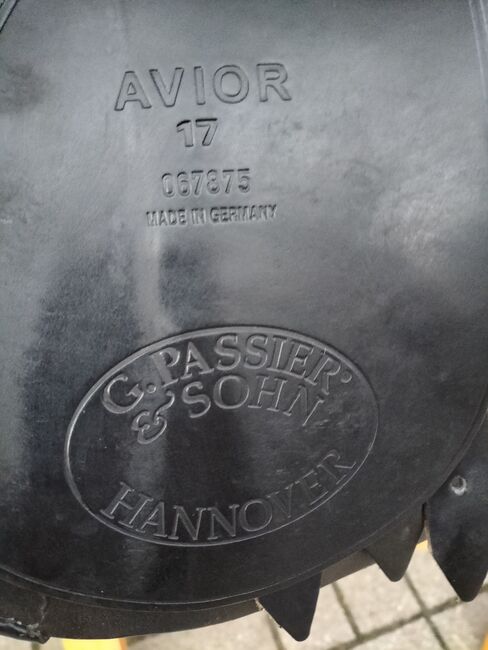 AVIOR
17
067875
MADE IN GERMANY
G. PASSIER®
& SOHN
HANNOVER